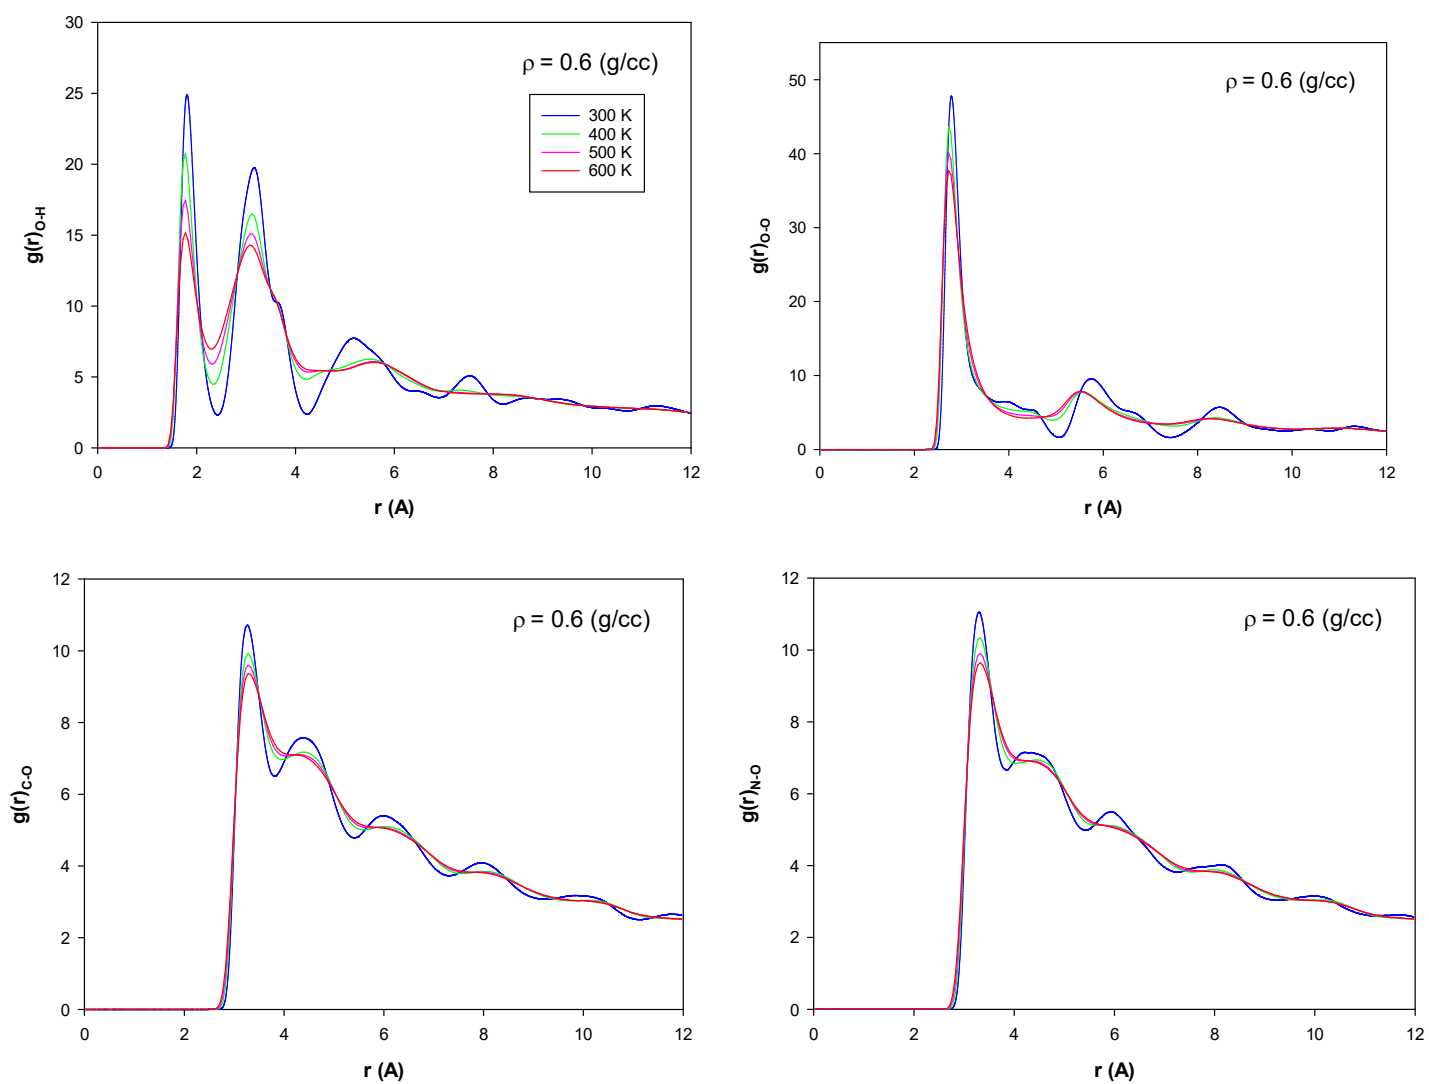 30
25
20
15
10
5
0
g(r)O-H
ρ = 0.6 (g/cc)
300 K
400 K
500 K
600 K
0 2 4 6 8 10 12
r (A)
50
40
30
20
10
0
g(r)O-O
ρ = 0.6 (g/cc)
0 2 4 6 8 10 12
r (A)
12
10
8
6
4
2
0
g(r)C-O
ρ = 0.6 (g/cc)
0 2 4 6 8 10 12
r (A)
12
10
8
6
4
2
0
g(r)N-O
ρ = 0.6 (g/cc)
0 2 4 6 8 10 12
r (A)